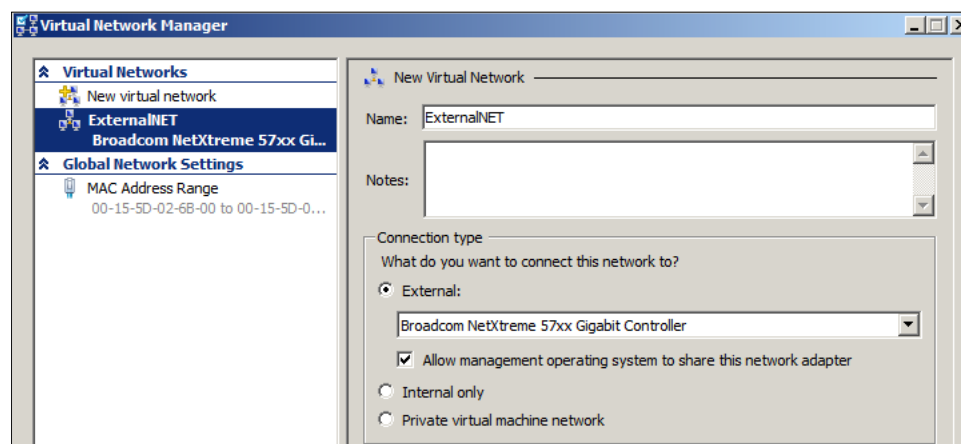 Virtual Network Manager
Virtual Networks
New virtual network
ExternalNET
Broadcom NetXtreme 57xx Gi...
Global Network Settings
MAC Address Range
00-15-5D-02-6B-00 to 00-15-5D-0...
New Virtual Network
Name: ExternalNET
Notes:
Connection type
What do you want to connect this network to?
External:
Broadcom NetXtreme 57xx Gigabit Controller
Allow management operating system to share this network adapter
Internal only
Private virtual machine network